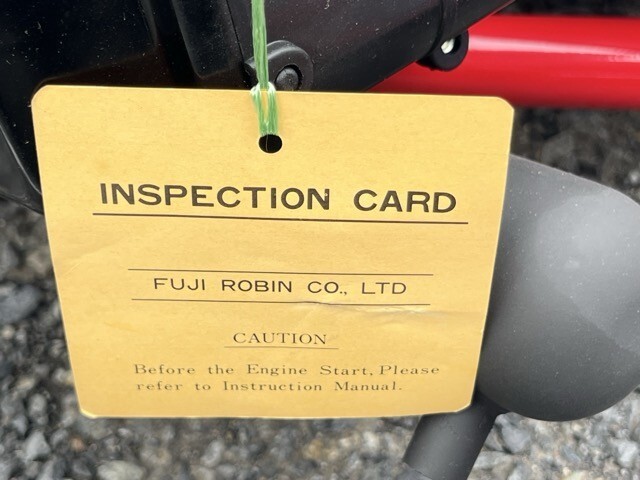 INSPECTION CARD
FUJI ROBIN CO., LTD
CAUTION
Before the Engine Start, Please
refer to Instruction Manual.